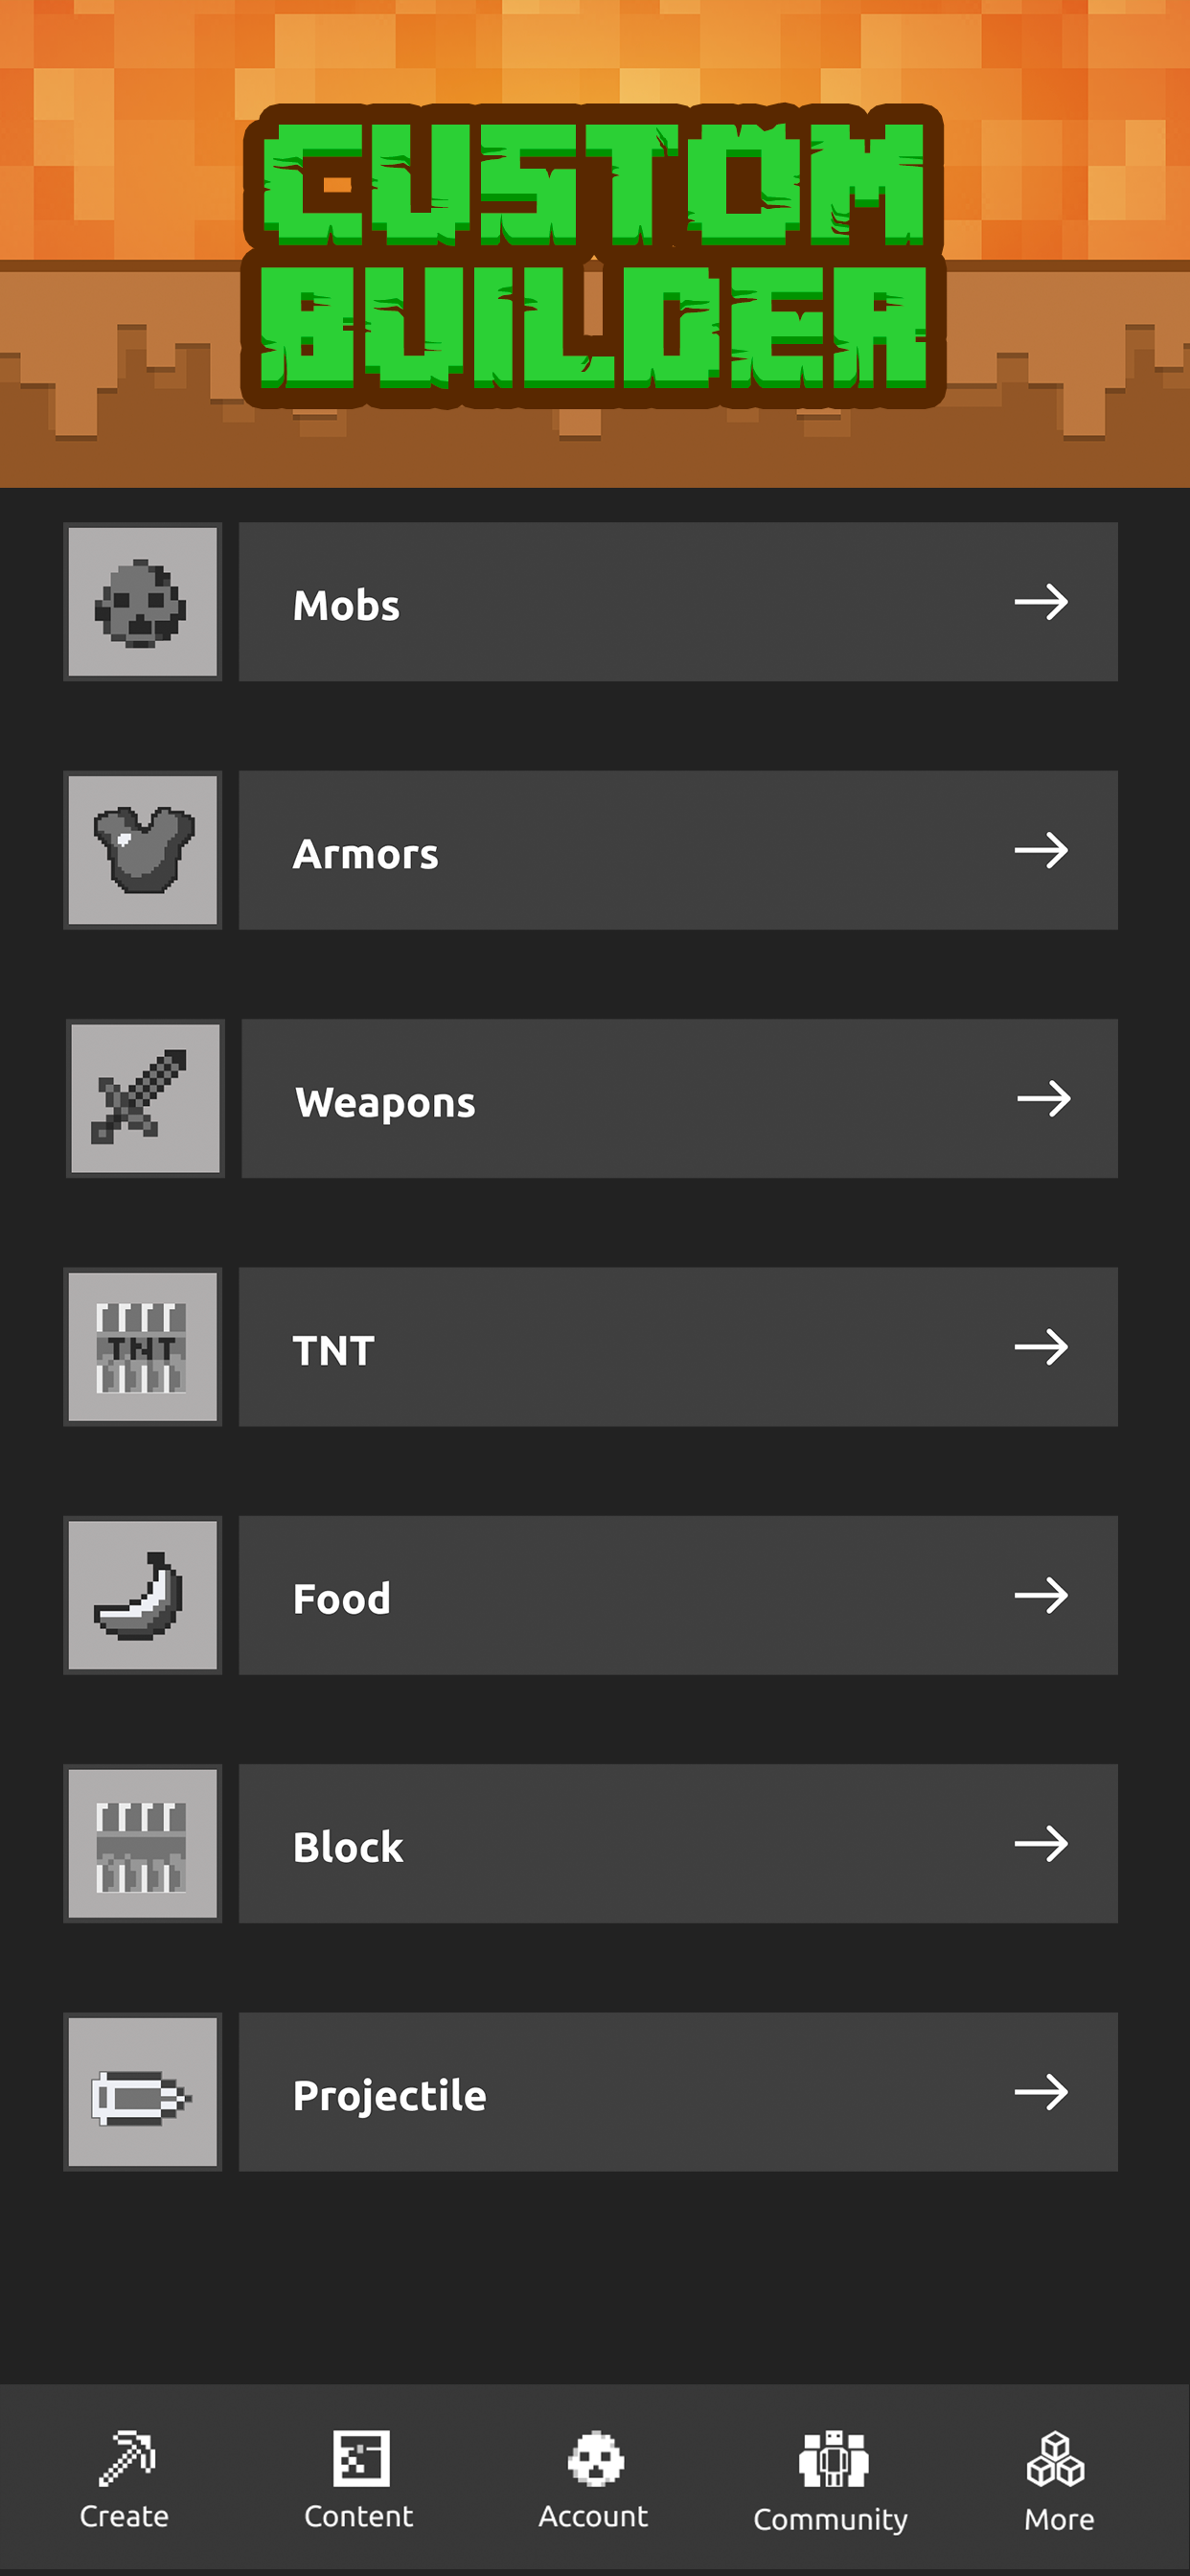 CUSTOM
BUILDER
Mobs
Armors
Weapons
TNT
TNT
Food
Block
Projectile
Create
Content
Account
Community
More